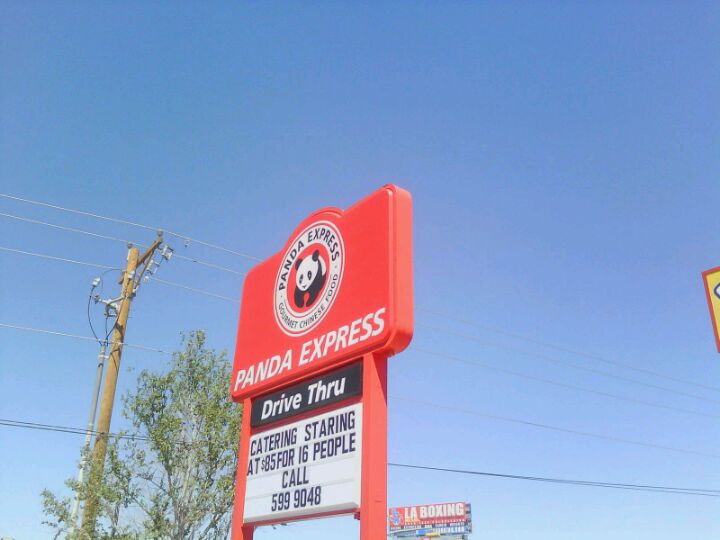 PANDA EXPRESS
GOURMET CHINESE FOOD
PANDA EXPRESS
Drive Thru
CATERING STARING
AT $85 FOR 16 PEOPLE
CALL
599 9048
LA BOXING